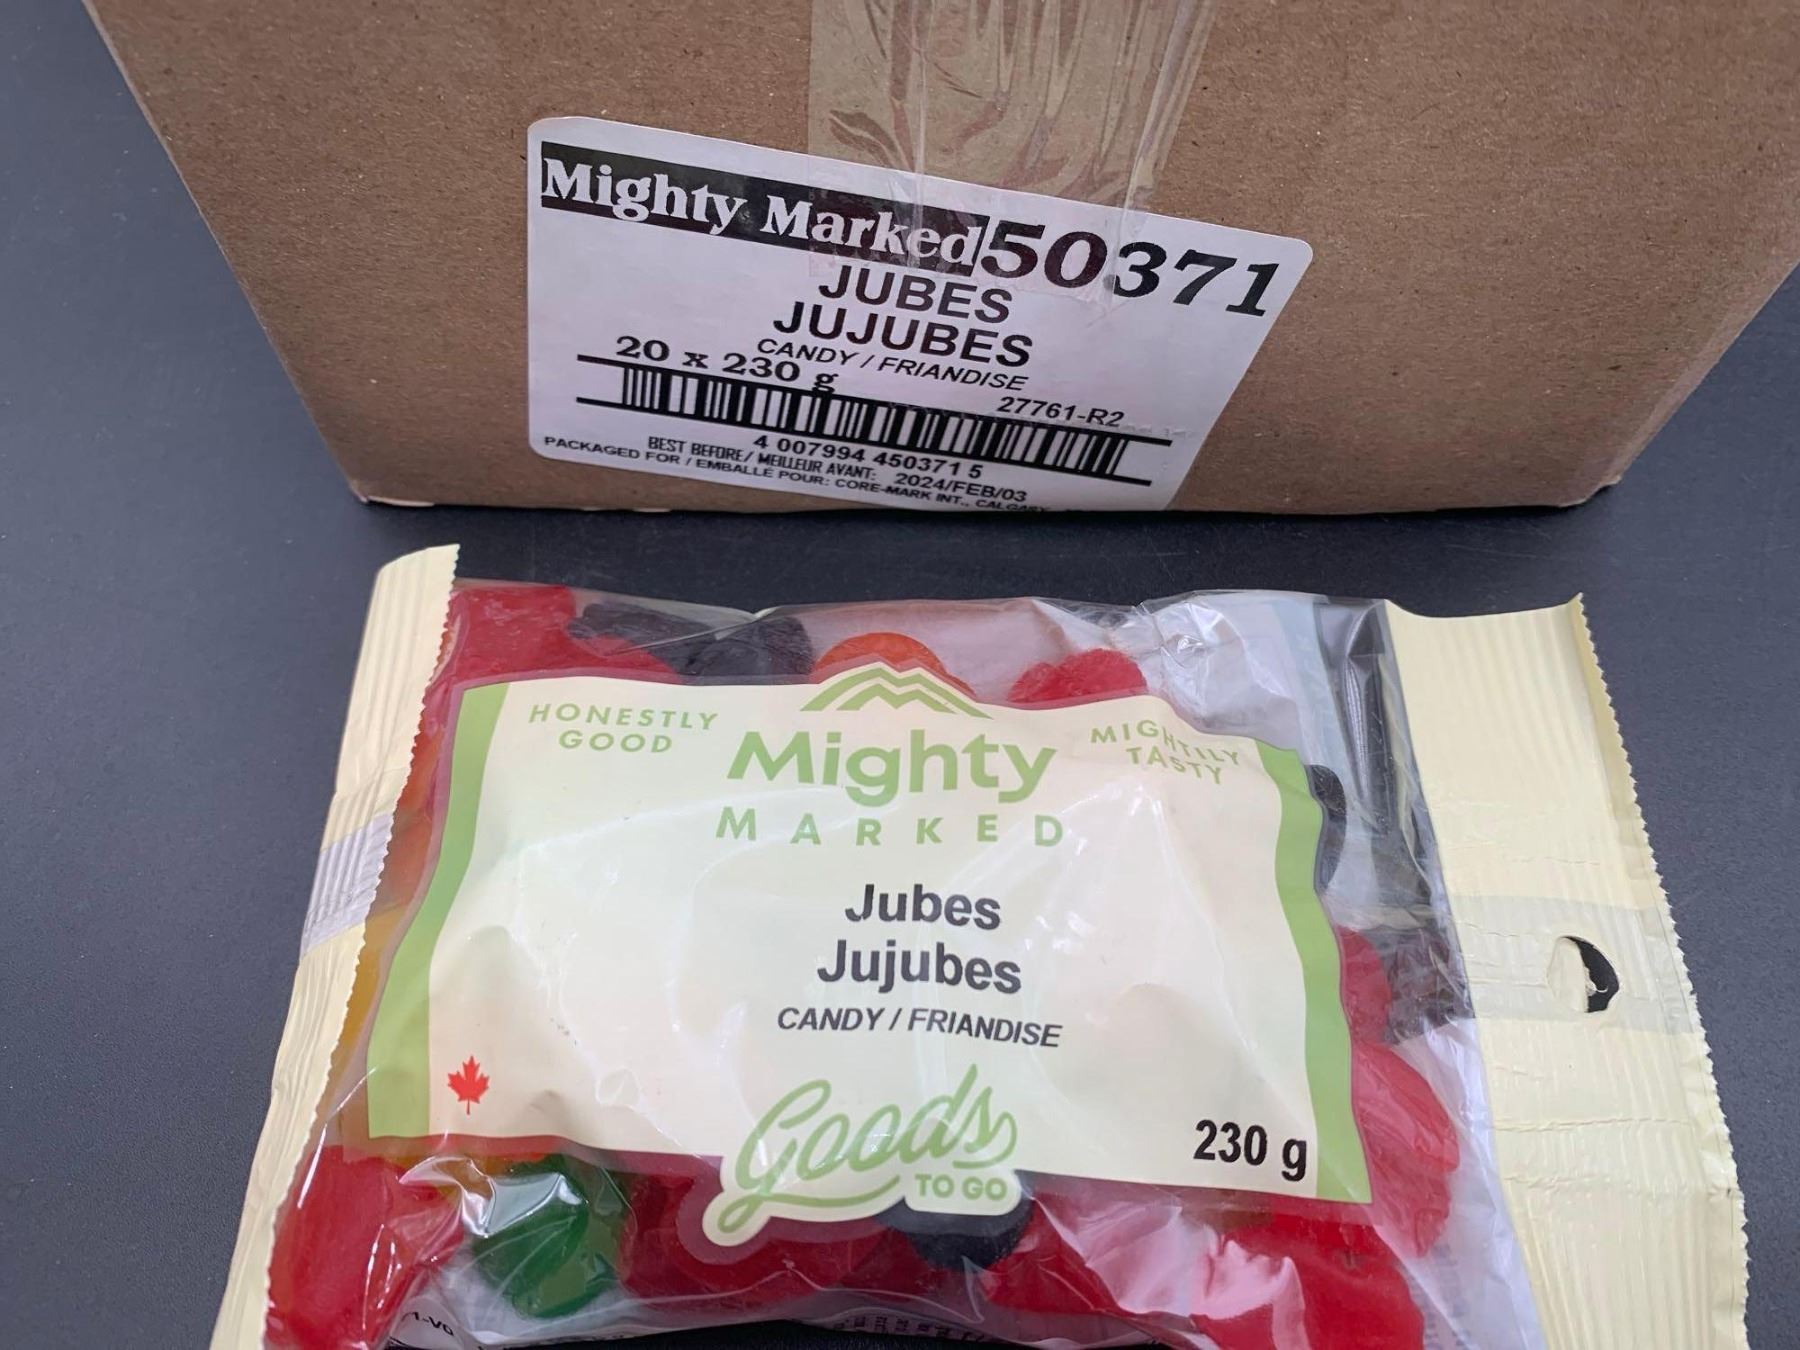 Mighty Marked 50371
JUBES
JUJUBES
CANDY / FRIANDISE
20 x 230 g
27761-R2
4 007994 450371 5
BEST BEFORE / MEILLEUR AVANT: 2024/FEB/03
PACKAGED FOR / EMBALLÉ POUR: CORE-MARK INT., CALGARY
HONESTLY
GOOD
MIGHTILY
TASTY
Mighty
MARKED
Jubes
Jujubes
CANDY / FRIANDISE
Goods
TO GO
230 g